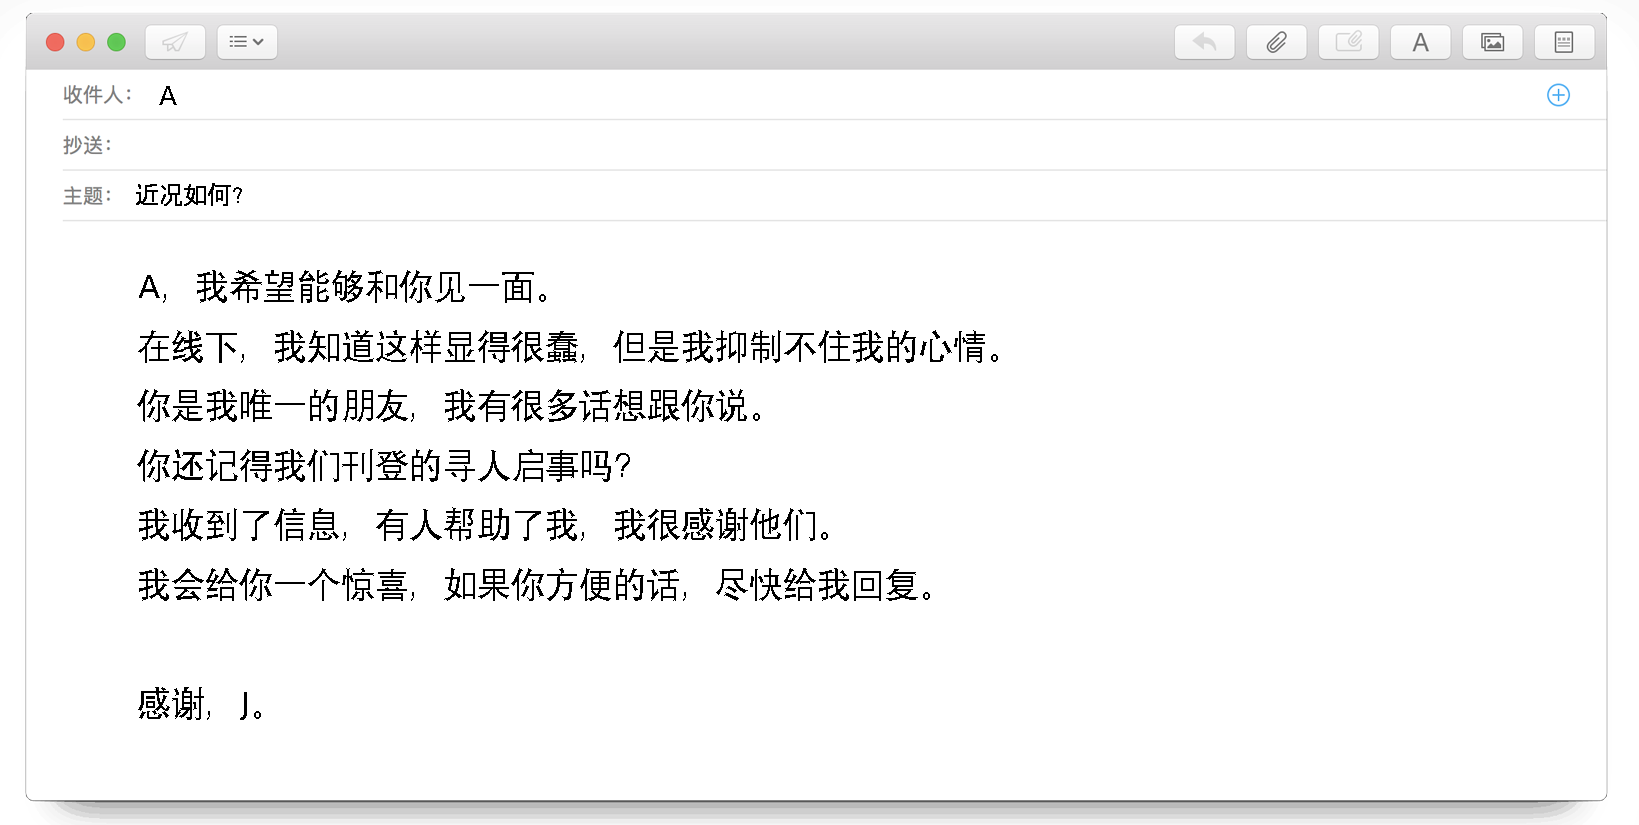 收件人： A
抄送：
主题： 近况如何？
A，我希望能够和你见一面。
在线下，我知道这样显得很蠢，但是我抑制不住我的心情。
你是我唯一的朋友，我有很多话想跟你说。
你还记得我们刊登的寻人启事吗？
我收到了信息，有人帮助了我，我很感谢他们。
我会给你一个惊喜，如果你方便的话，尽快给我回复。
感谢，J。